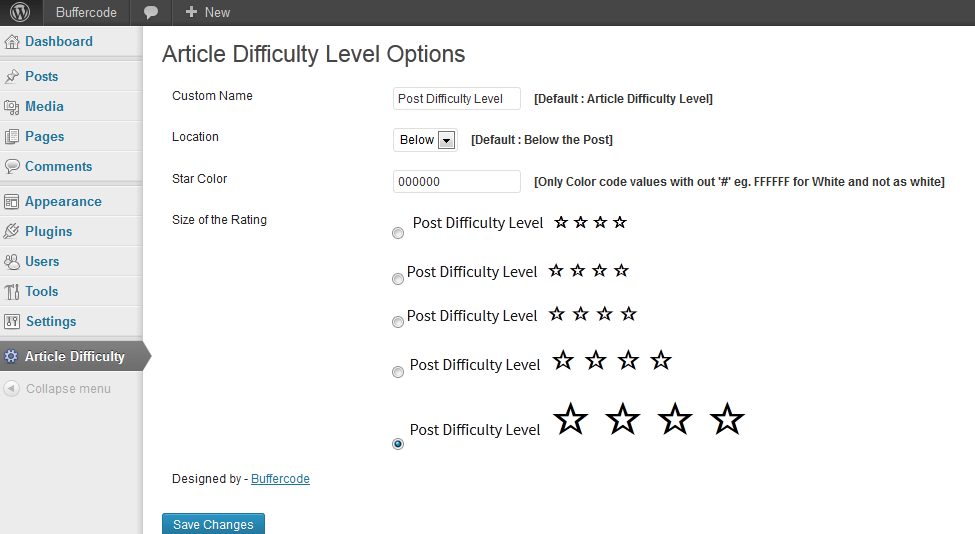 Buffercode New
Dashboard
Posts
Media
Pages
Comments
Appearance
Plugins
Users
Tools
Settings
Article Difficulty
Collapse menu
Article Difficulty Level Options
Custom Name Post Difficulty Level [Default : Article Difficulty Level]
Location Below [Default : Below the Post]
Star Color 000000 [Only Color code values with out '#' eg. FFFFFF for White and not as white]
Size of the Rating Post Difficulty Level
Post Difficulty Level
Post Difficulty Level
Post Difficulty Level
Post Difficulty Level
Designed by - Buffercode
Save Changes